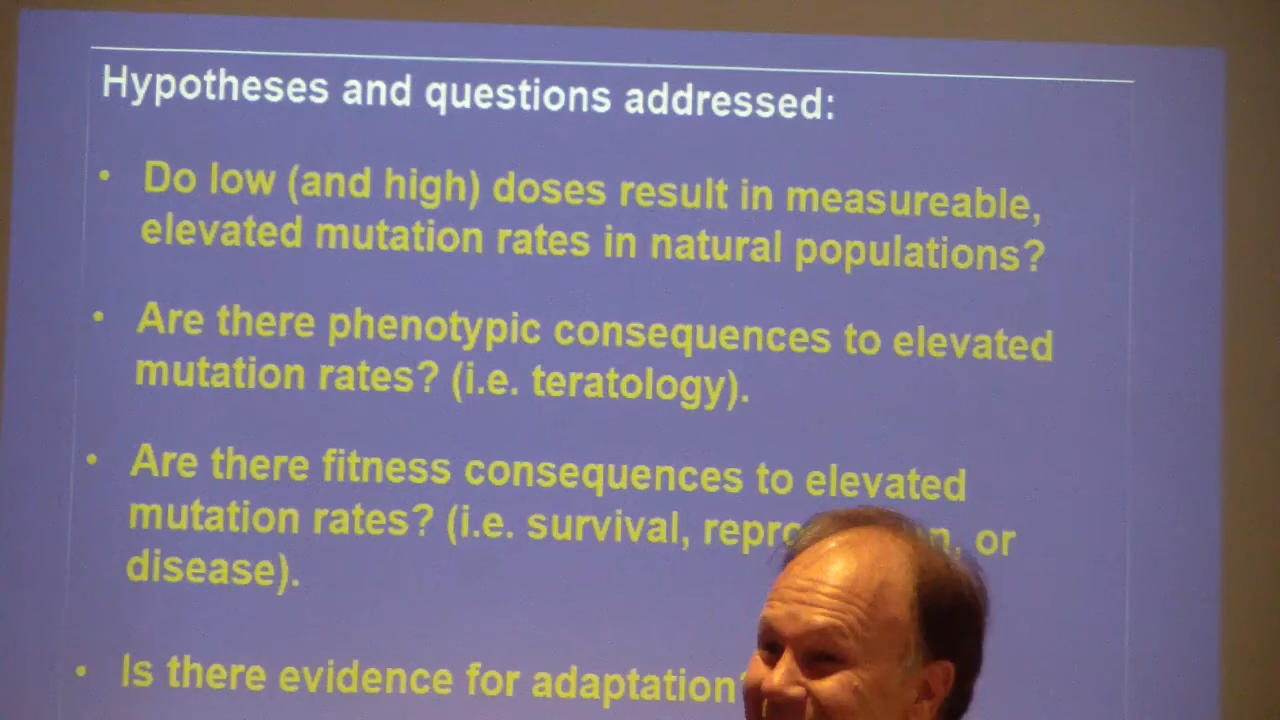 Hypotheses and questions addressed:
• Do low (and high) doses result in measureable,
elevated mutation rates in natural populations?
• Are there phenotypic consequences to elevated
mutation rates? (i.e. teratology).
• Are there fitness consequences to elevated
mutation rates? (i.e. survival, or
disease).
• Is there evidence for adaptation?